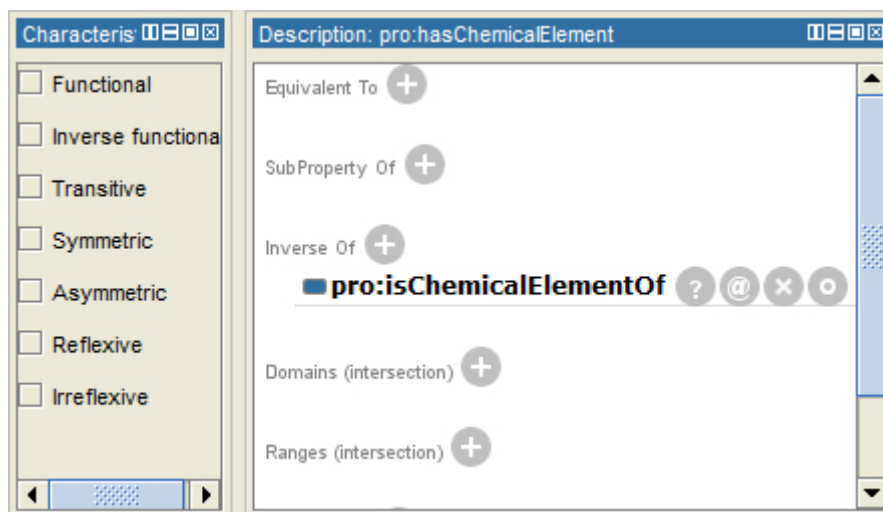 Characteris
Functional
Inverse functiona
Transitive
Symmetric
Asymmetric
Reflexive
Irreflexive
Description: pro:hasChemicalElement
Equivalent To
SubProperty Of
Inverse Of
pro:isChemicalElementOf ? @
Domains (intersection)
Ranges (intersection)